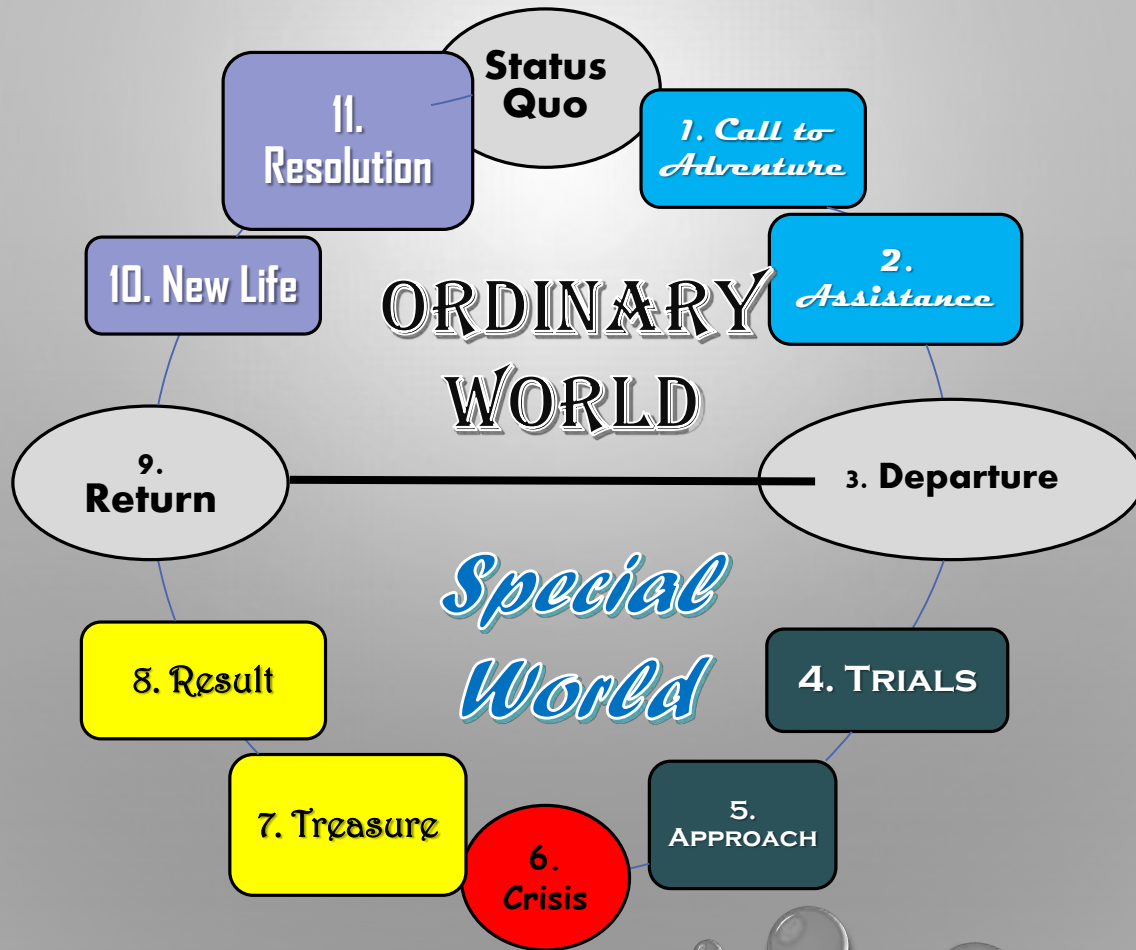 Status
Quo
1. Call to
Adventure
2.
Assistance
3. Departure
4. TRIALS
5.
APPROACH
6.
Crisis
7. Treasure
8. Result
9.
Return
10. New Life
11.
Resolution
ORDINARY
WORLD
Special
World